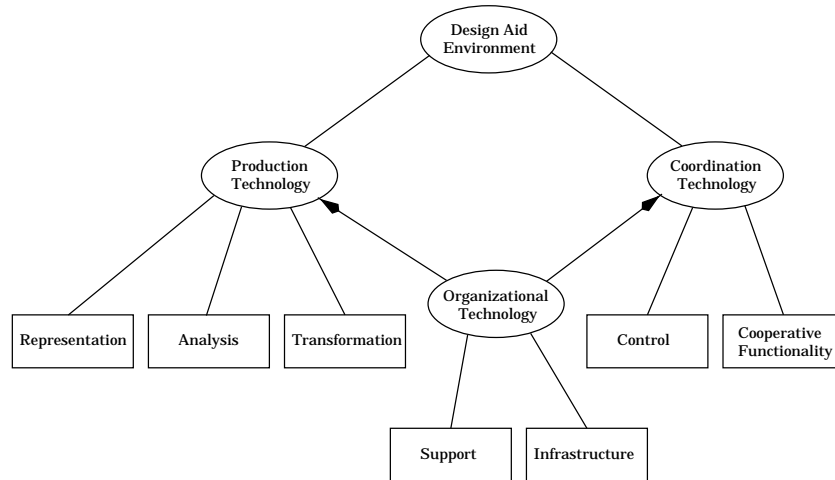 Design Aid
Environment
Production
Technology
Coordination
Technology
Organizational
Technology
Representation
Analysis
Transformation
Control
Cooperative
Functionality
Support
Infrastructure